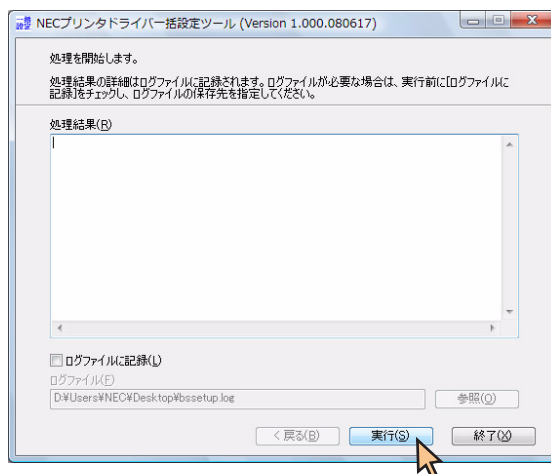 NECプリンタドライバー括設定ツール (Version 1.000.080617)
処理を開始します。
処理結果の詳細はログファイルに記録されます。ログファイルが必要な場合は、実行前に[ログファイルに
記録]をチェックし、ログファイルの保存先を指定してください。
処理結果(R)
ログファイルに記録(L)
ログファイル(F)
D:¥Users¥NEC¥Desktop¥bssetup.log
参照(O)
< 戻る(B)
実行(S)
終了(X)